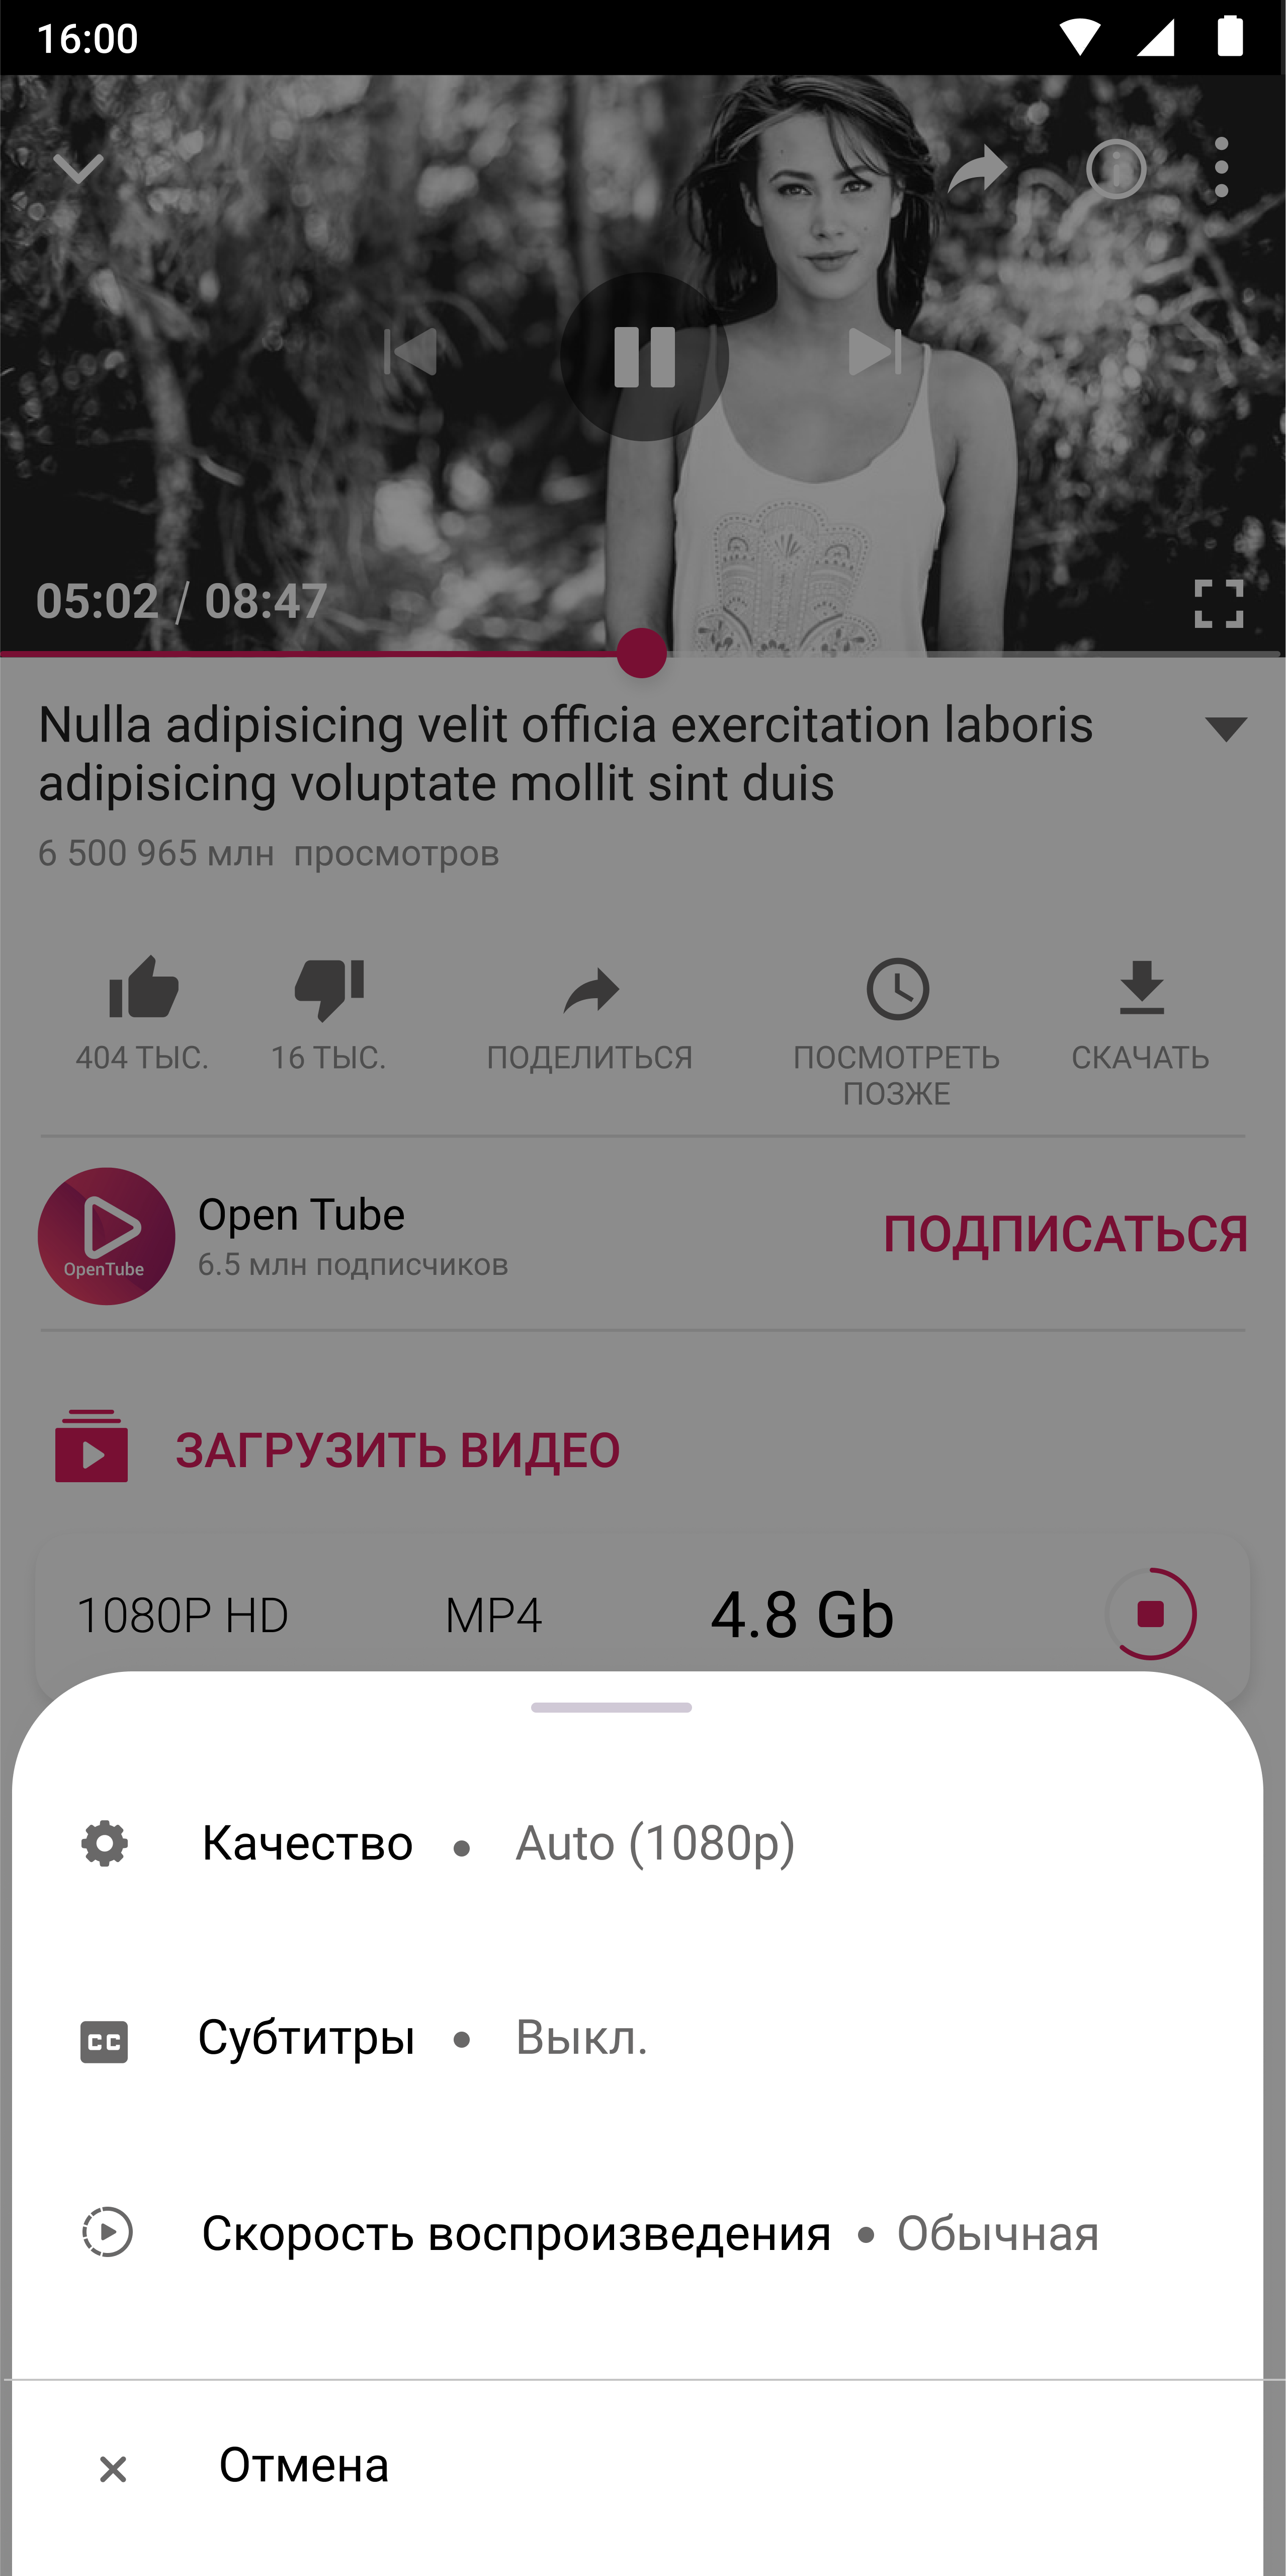 16:00
05:02 / 08:47
Nulla adipisicing velit officia exercitation laboris
adipisicing voluptate mollit sint duis
6 500 965 млн просмотров
404 ТЫС.
16 ТЫС.
ПОДЕЛИТЬСЯ
ПОСМОТРЕТЬ
ПОЗЖЕ
СКАЧАТЬ
OpenTube
Open Tube
6.5 млн подписчиков
ПОДПИСАТЬСЯ
ЗАГРУЗИТЬ ВИДЕО
1080P HD MP4 4.8 Gb
Качество • Auto (1080p)
CC Субтитры • Выкл.
Скорость воспроизведения • Обычная
Отмена